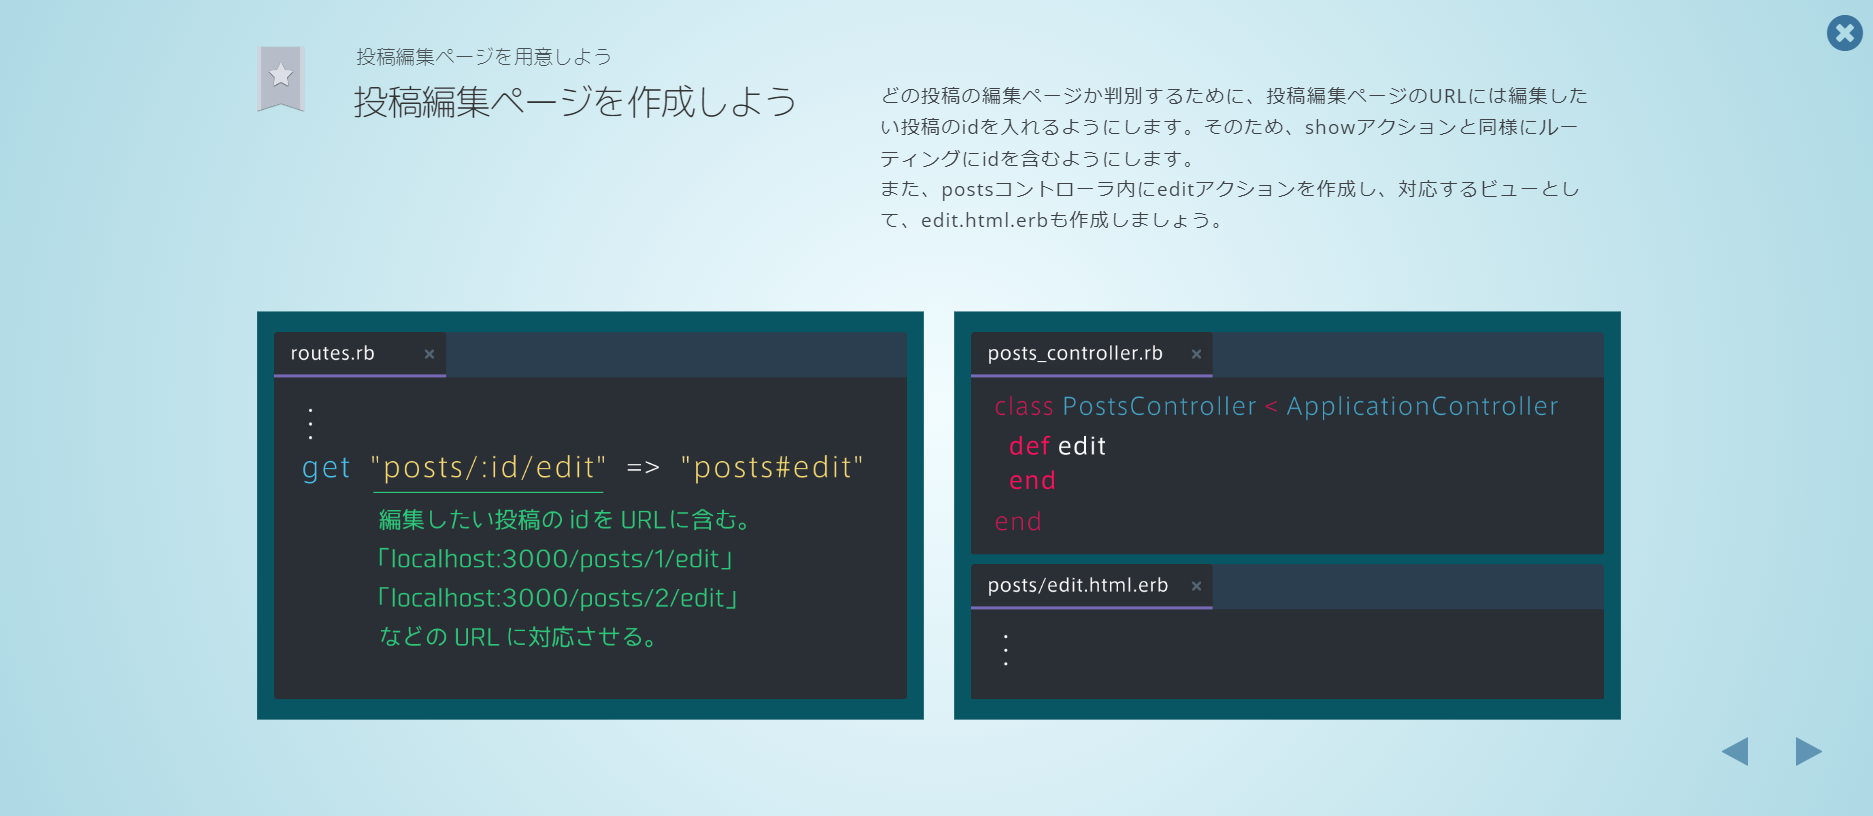 投稿編集ページを用意しよう
投稿編集ページを作成しよう
どの投稿の編集ページか判別するために、投稿編集ページのURLには編集した
い投稿のidを入れるようにします。そのため、showアクションと同様にルー
ティングにidを含むようにします。
また、postsコントローラ内にeditアクションを作成し、対応するビューとし
て、edit.html.erbも作成しましょう。
routes.rb
get "posts/:id/edit" => "posts#edit"
編集したい投稿の idを URLに含む。
「localhost:3000/posts/1/edit」
「localhost:3000/posts/2/edit」
などの URL に対応させる。
posts_controller.rb
class PostsController < ApplicationController
def edit
end
end
posts/edit.html.erb